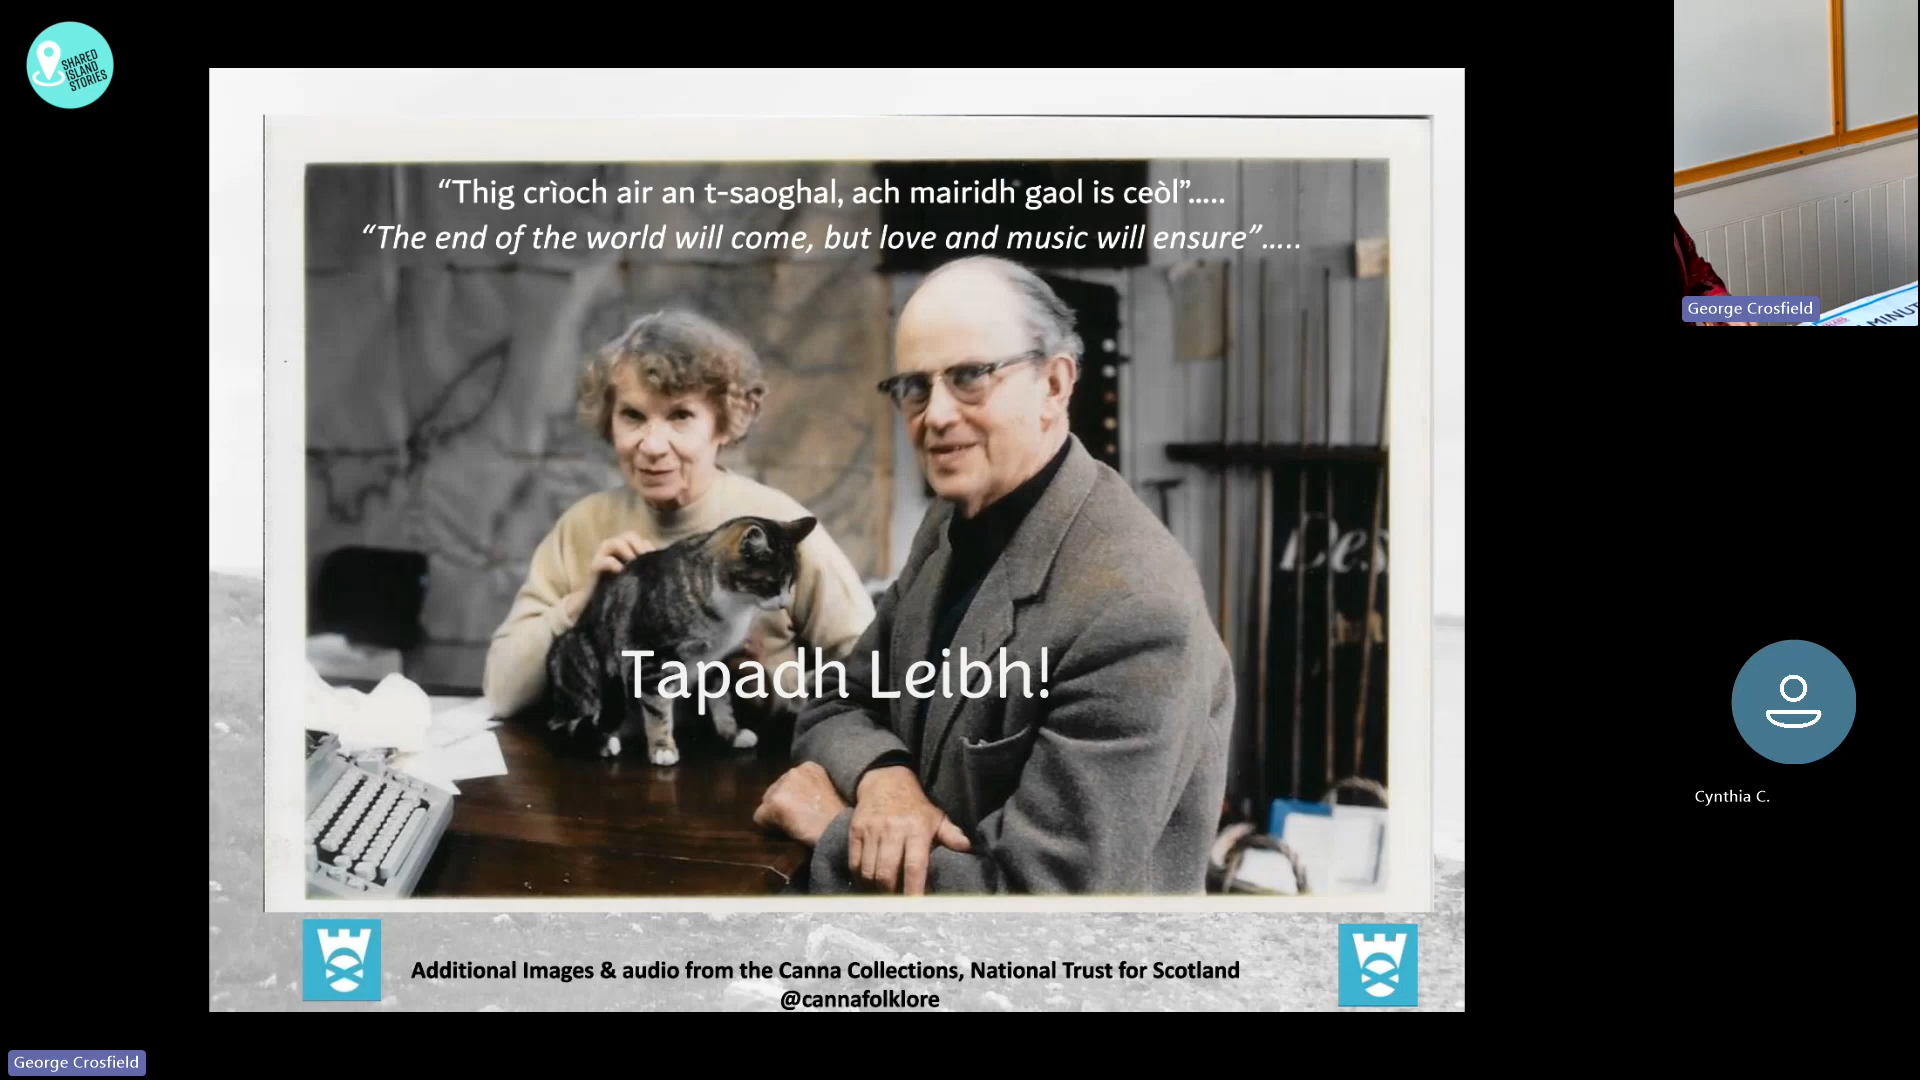 SHARED
ISLAND
STORIES
“Thig crìoch air an t-saoghal, ach mairidh gaol is ceòl”…..
“The end of the world will come, but love and music will ensure”…..
Des
Tapadh Leibh!
Additional Images & audio from the Canna Collections, National Trust for Scotland
@cannafolklore
George Crosfield
Cynthia C.
George Crosfield